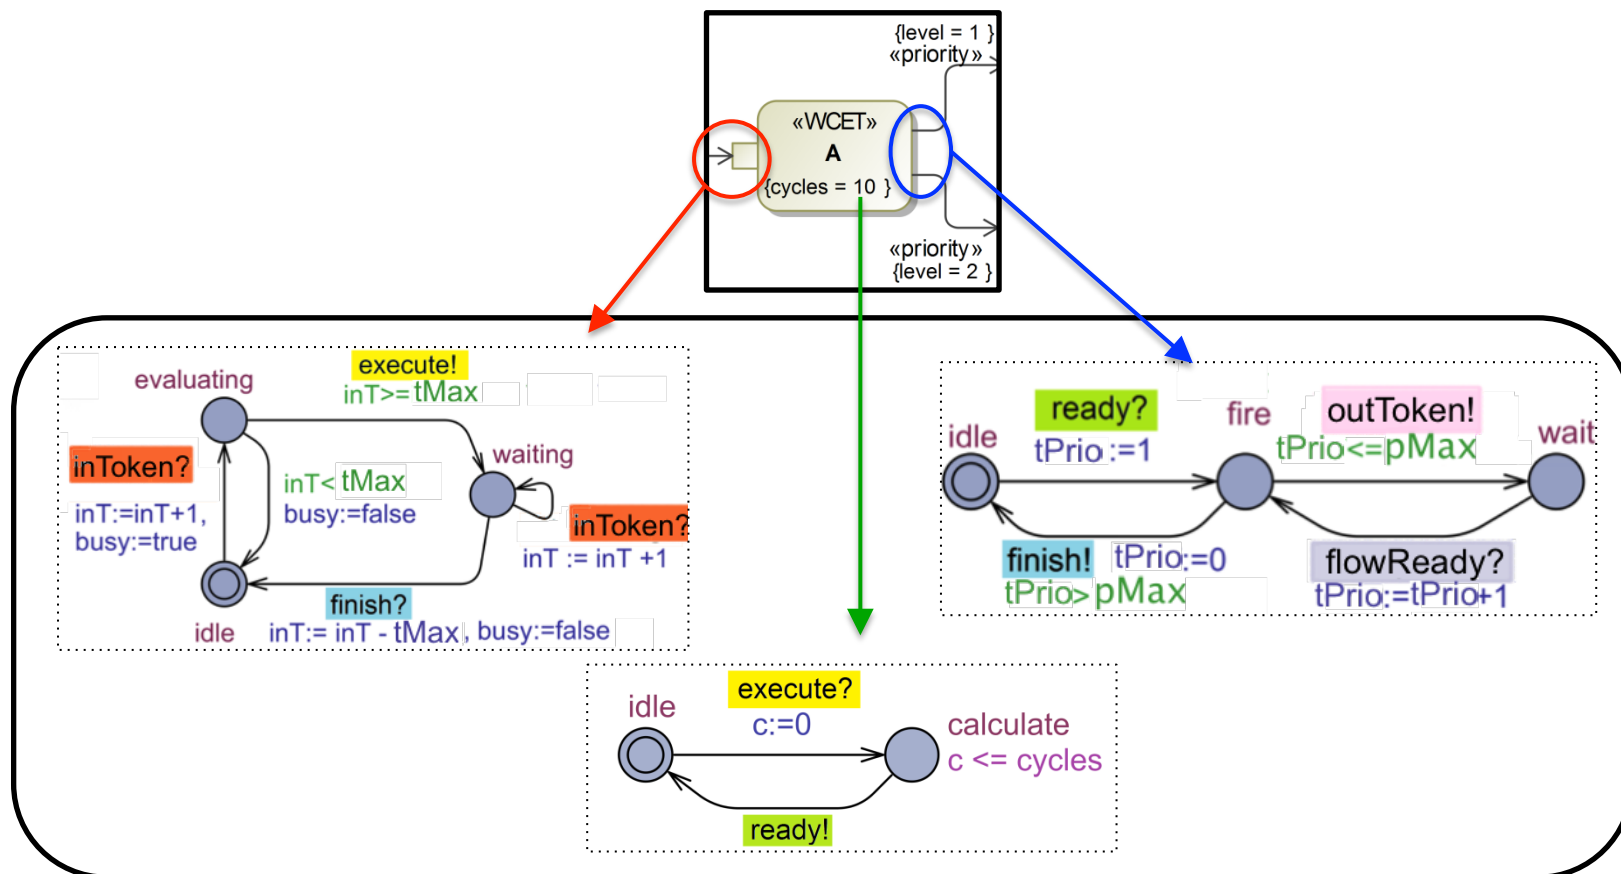 {level = 1 }
«priority»
«WCET»
A
{cycles = 10 }
«priority»
{level = 2 }
execute!
inT>= tMax
evaluating
waiting
inToken?
inT< tMax
busy:=false
inT:=inT+1,
busy:=true
inToken?
inT := inT +1
finish?
idle
inT:= inT - tMax , busy:=false
ready?
tPrio :=1
idle
fire
outToken!
tPrio<=pMax
wait
finish! tPrio:=0
tPrio> pMax
flowReady?
tPrio:=tPrio+1
execute?
c:=0
idle
calculate
c <= cycles
ready!